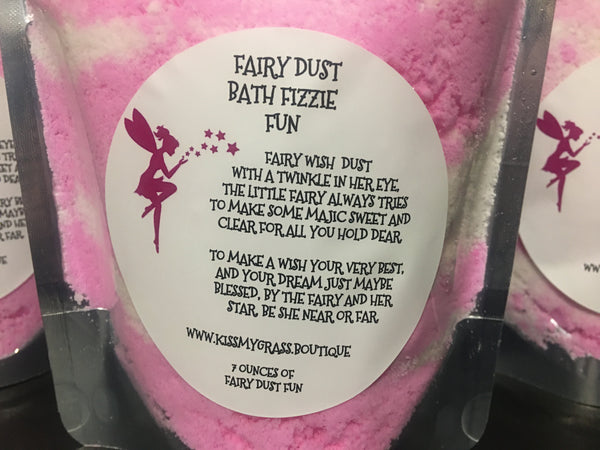 FAIRY DUST
BATH FIZZIE
FUN
FAIRY WISH DUST
WITH A TWINKLE IN HER EYE,
THE LITTLE FAIRY ALWAYS TRIES
TO MAKE SOME MAJIC SWEET AND
CLEAR FOR ALL YOU HOLD DEAR
TO MAKE A WISH YOUR VERY BEST,
AND YOUR DREAM JUST MAYBE
BLESSED, BY THE FAIRY AND HER
STAR, BE SHE NEAR OR FAR
WWW.KISSMYGRASS.BOUTIQUE
7 OUNCES OF
FAIRY DUST FUN